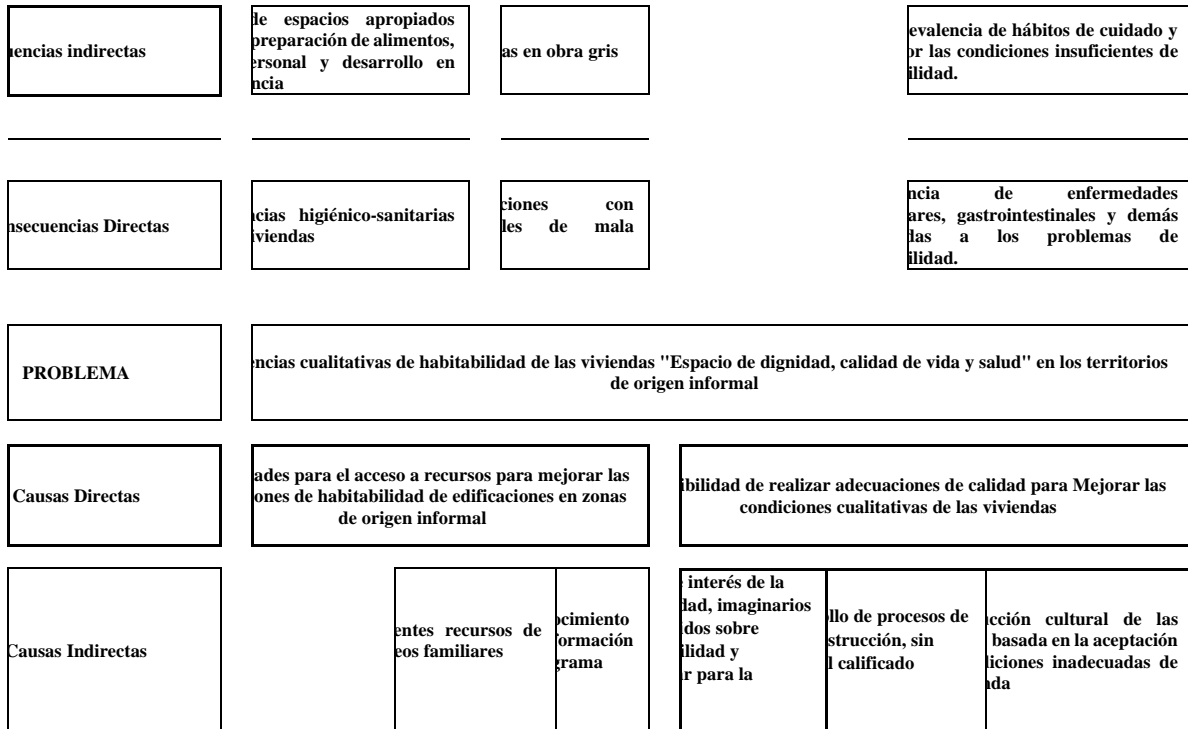 encias indirectas
de espacios apropiados
preparación de alimentos,
ersonal y desarrollo en
ncia
as en obra gris
evalencia de hábitos de cuidado y
or las condiciones insuficientes de
ilidad.
nsecuencias Directas
ncias higiénico-sanitarias
viviendas
ciones con
les de mala
ncia de enfermedades
ares, gastrointestinales y demás
das a los problemas de
ilidad.
PROBLEMA
encias cualitativas de habitabilidad de las viviendas "Espacio de dignidad, calidad de vida y salud" en los territorios
de origen informal
Causas Directas
ades para el acceso a recursos para mejorar las
ones de habitabilidad de edificaciones en zonas
de origen informal
ibilidad de realizar adecuaciones de calidad para Mejorar las
condiciones cualitativas de las viviendas
Causas Indirectas
entes recursos de
eos familiares
ocimiento
formación
grama
interés de la
dad, imaginarios
idos sobre
ilidad y
r para la
llo de procesos de
strucción, sin
l calificado
cción cultural de las
basada en la aceptación
diciones inadecuadas de
nda